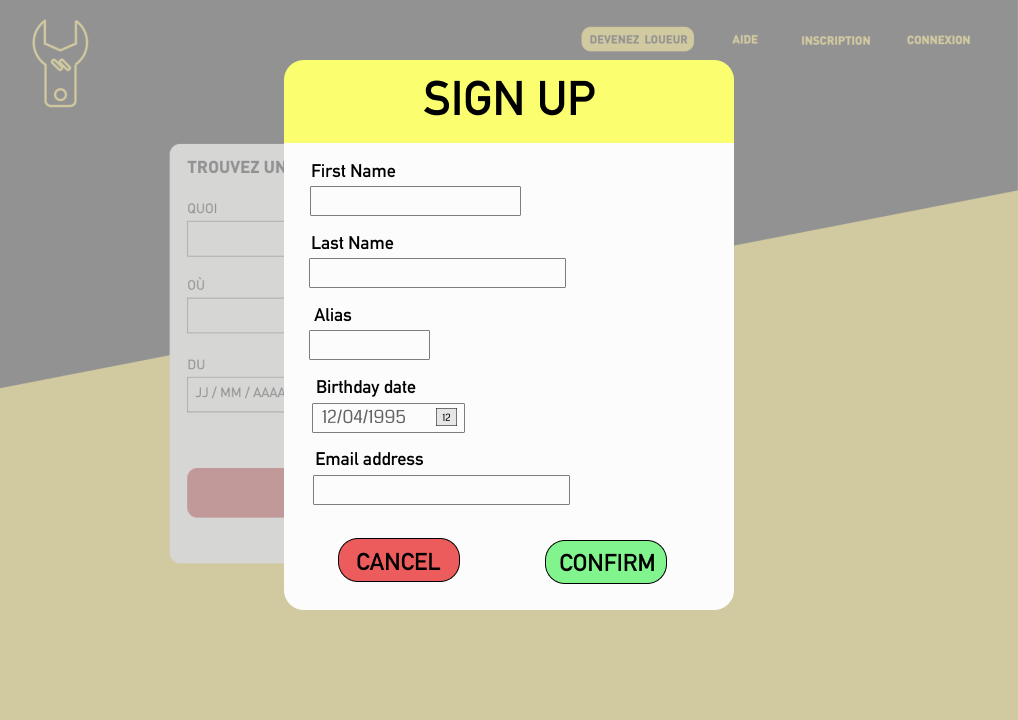 DEVENEZ LOUEUR
AIDE
INSCRIPTION
CONNEXION
SIGN UP
TROUVEZ UN
QUOI
OÙ
DU
JJ / MM / AAAA
First Name
Last Name
Alias
Birthday date
12/04/1995
12
Email address
CANCEL
CONFIRM